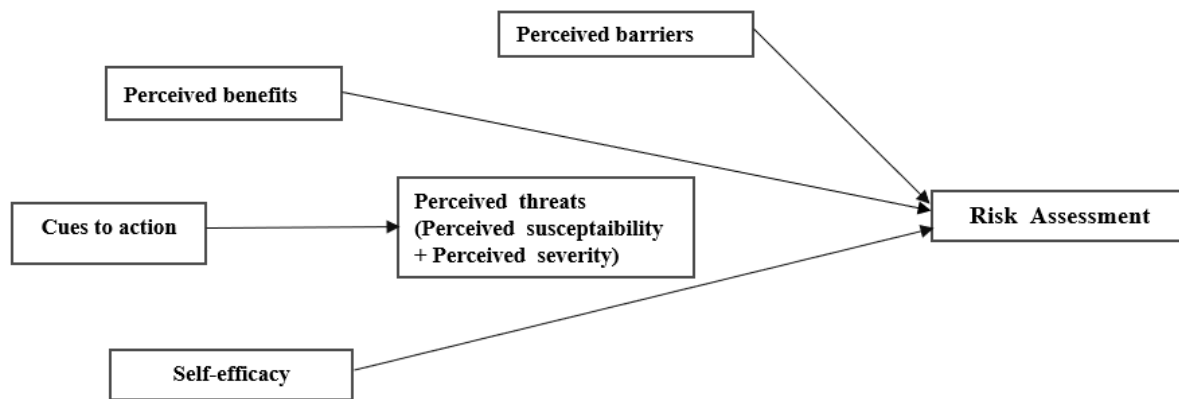 Perceived barriers
Perceived benefits
Perceived threats
(Perceived susceptaibility
+ Perceived severity)
Risk Assessment
Cues to action
Self-efficacy